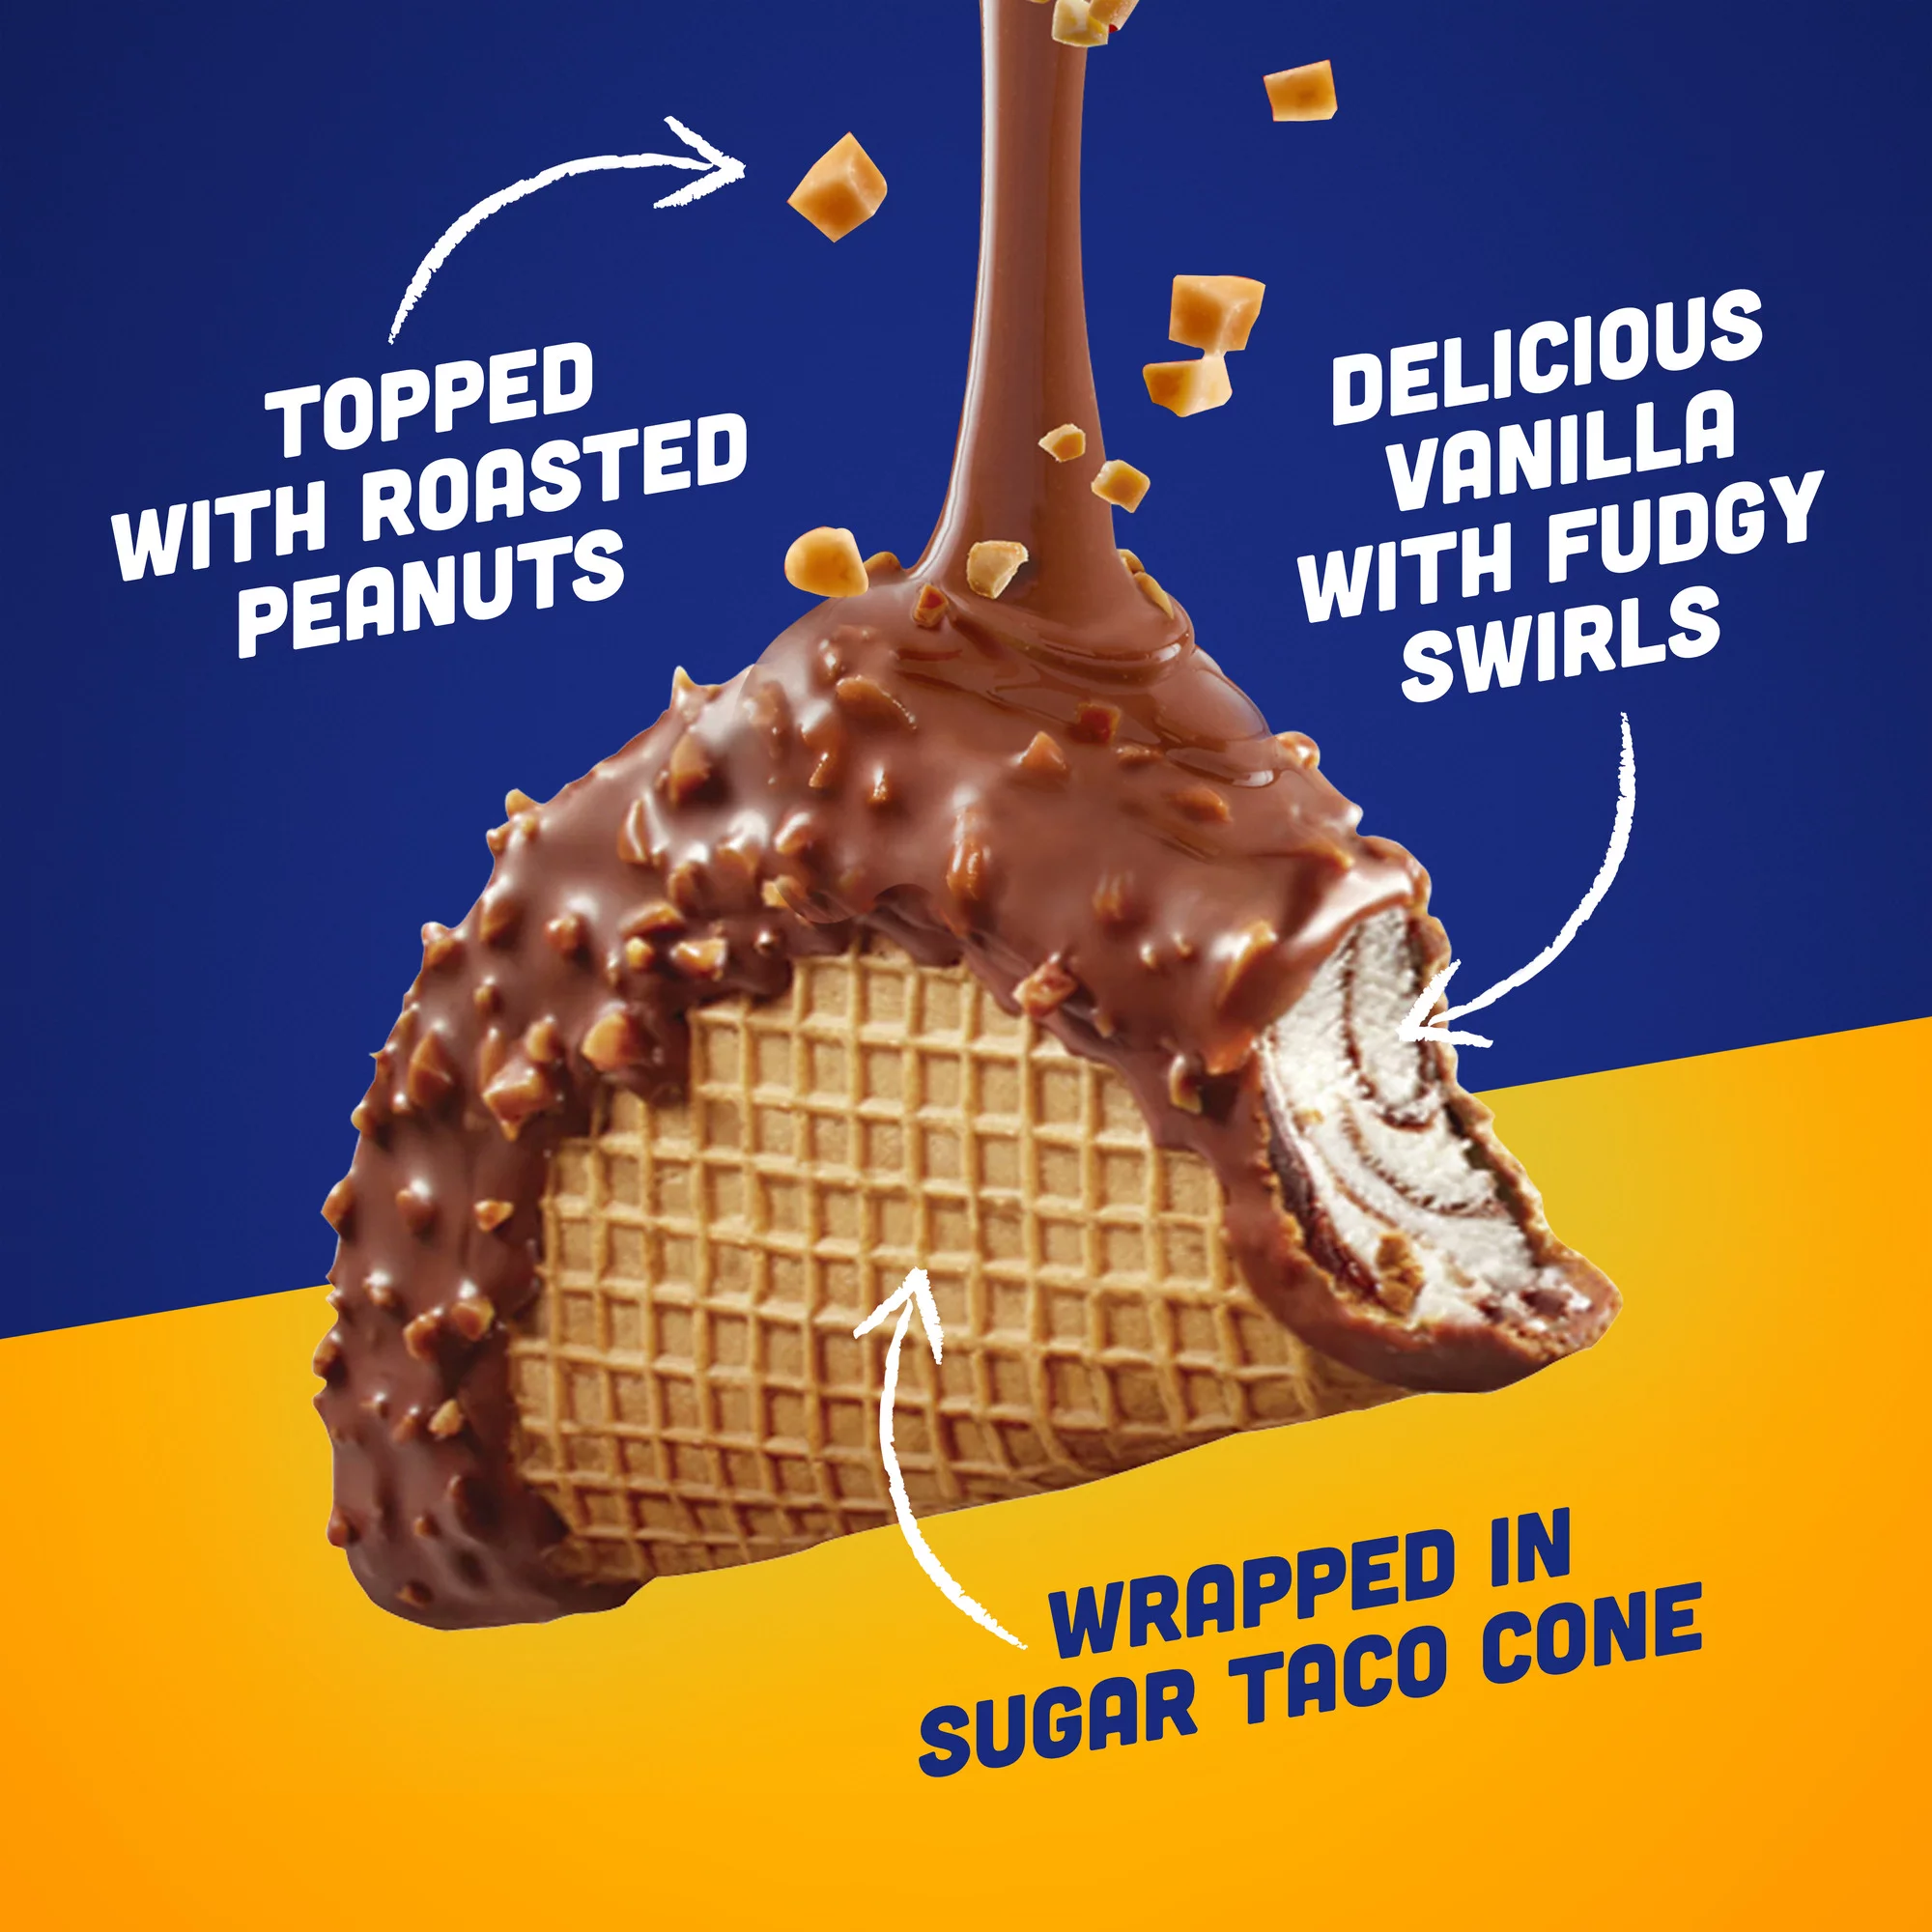 TOPPED
WITH ROASTED
PEANUTS
DELICIOUS
VANILLA
WITH FUDGY
SWIRLS
WRAPPED IN
SUGAR TACO CONE